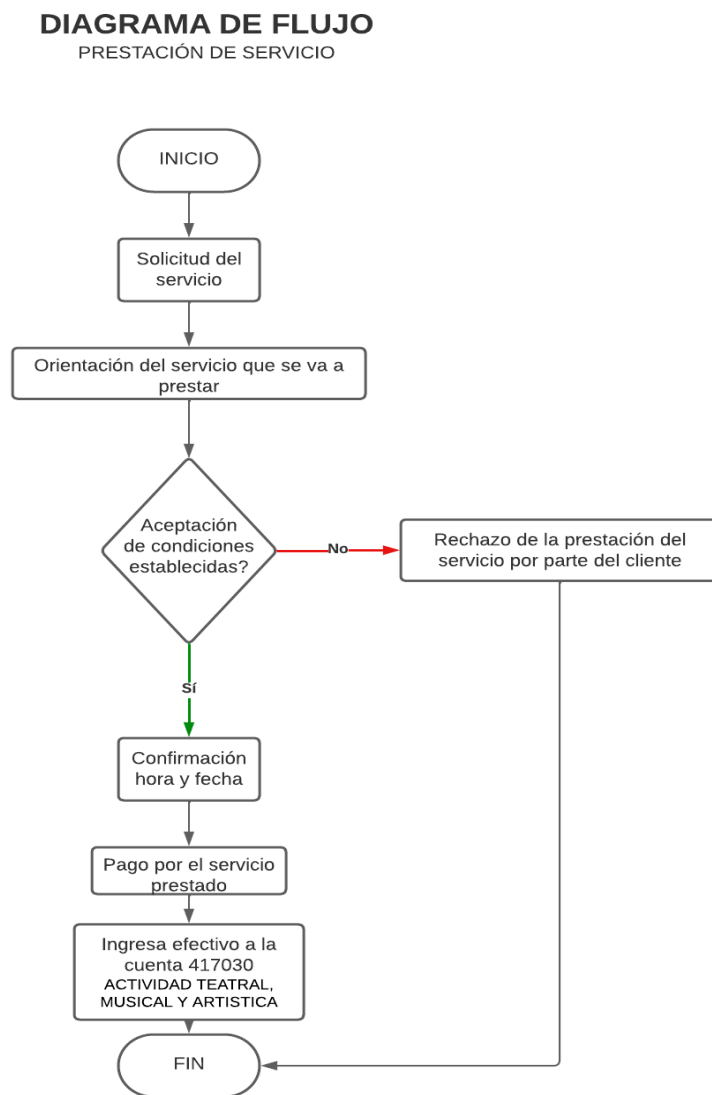 DIAGRAMA DE FLUJO
PRESTACIÓN DE SERVICIO
INICIO
Solicitud del
servicio
Orientación del servicio que se va a
prestar
Aceptación
de condiciones
establecidas?
No
Rechazo de la prestación del
servicio por parte del cliente
Sí
Confirmación
hora y fecha
Pago por el servicio
prestado
Ingresa efectivo a la
cuenta 417030
ACTIVIDAD TEATRAL,
MUSICAL Y ARTISTICA
FIN